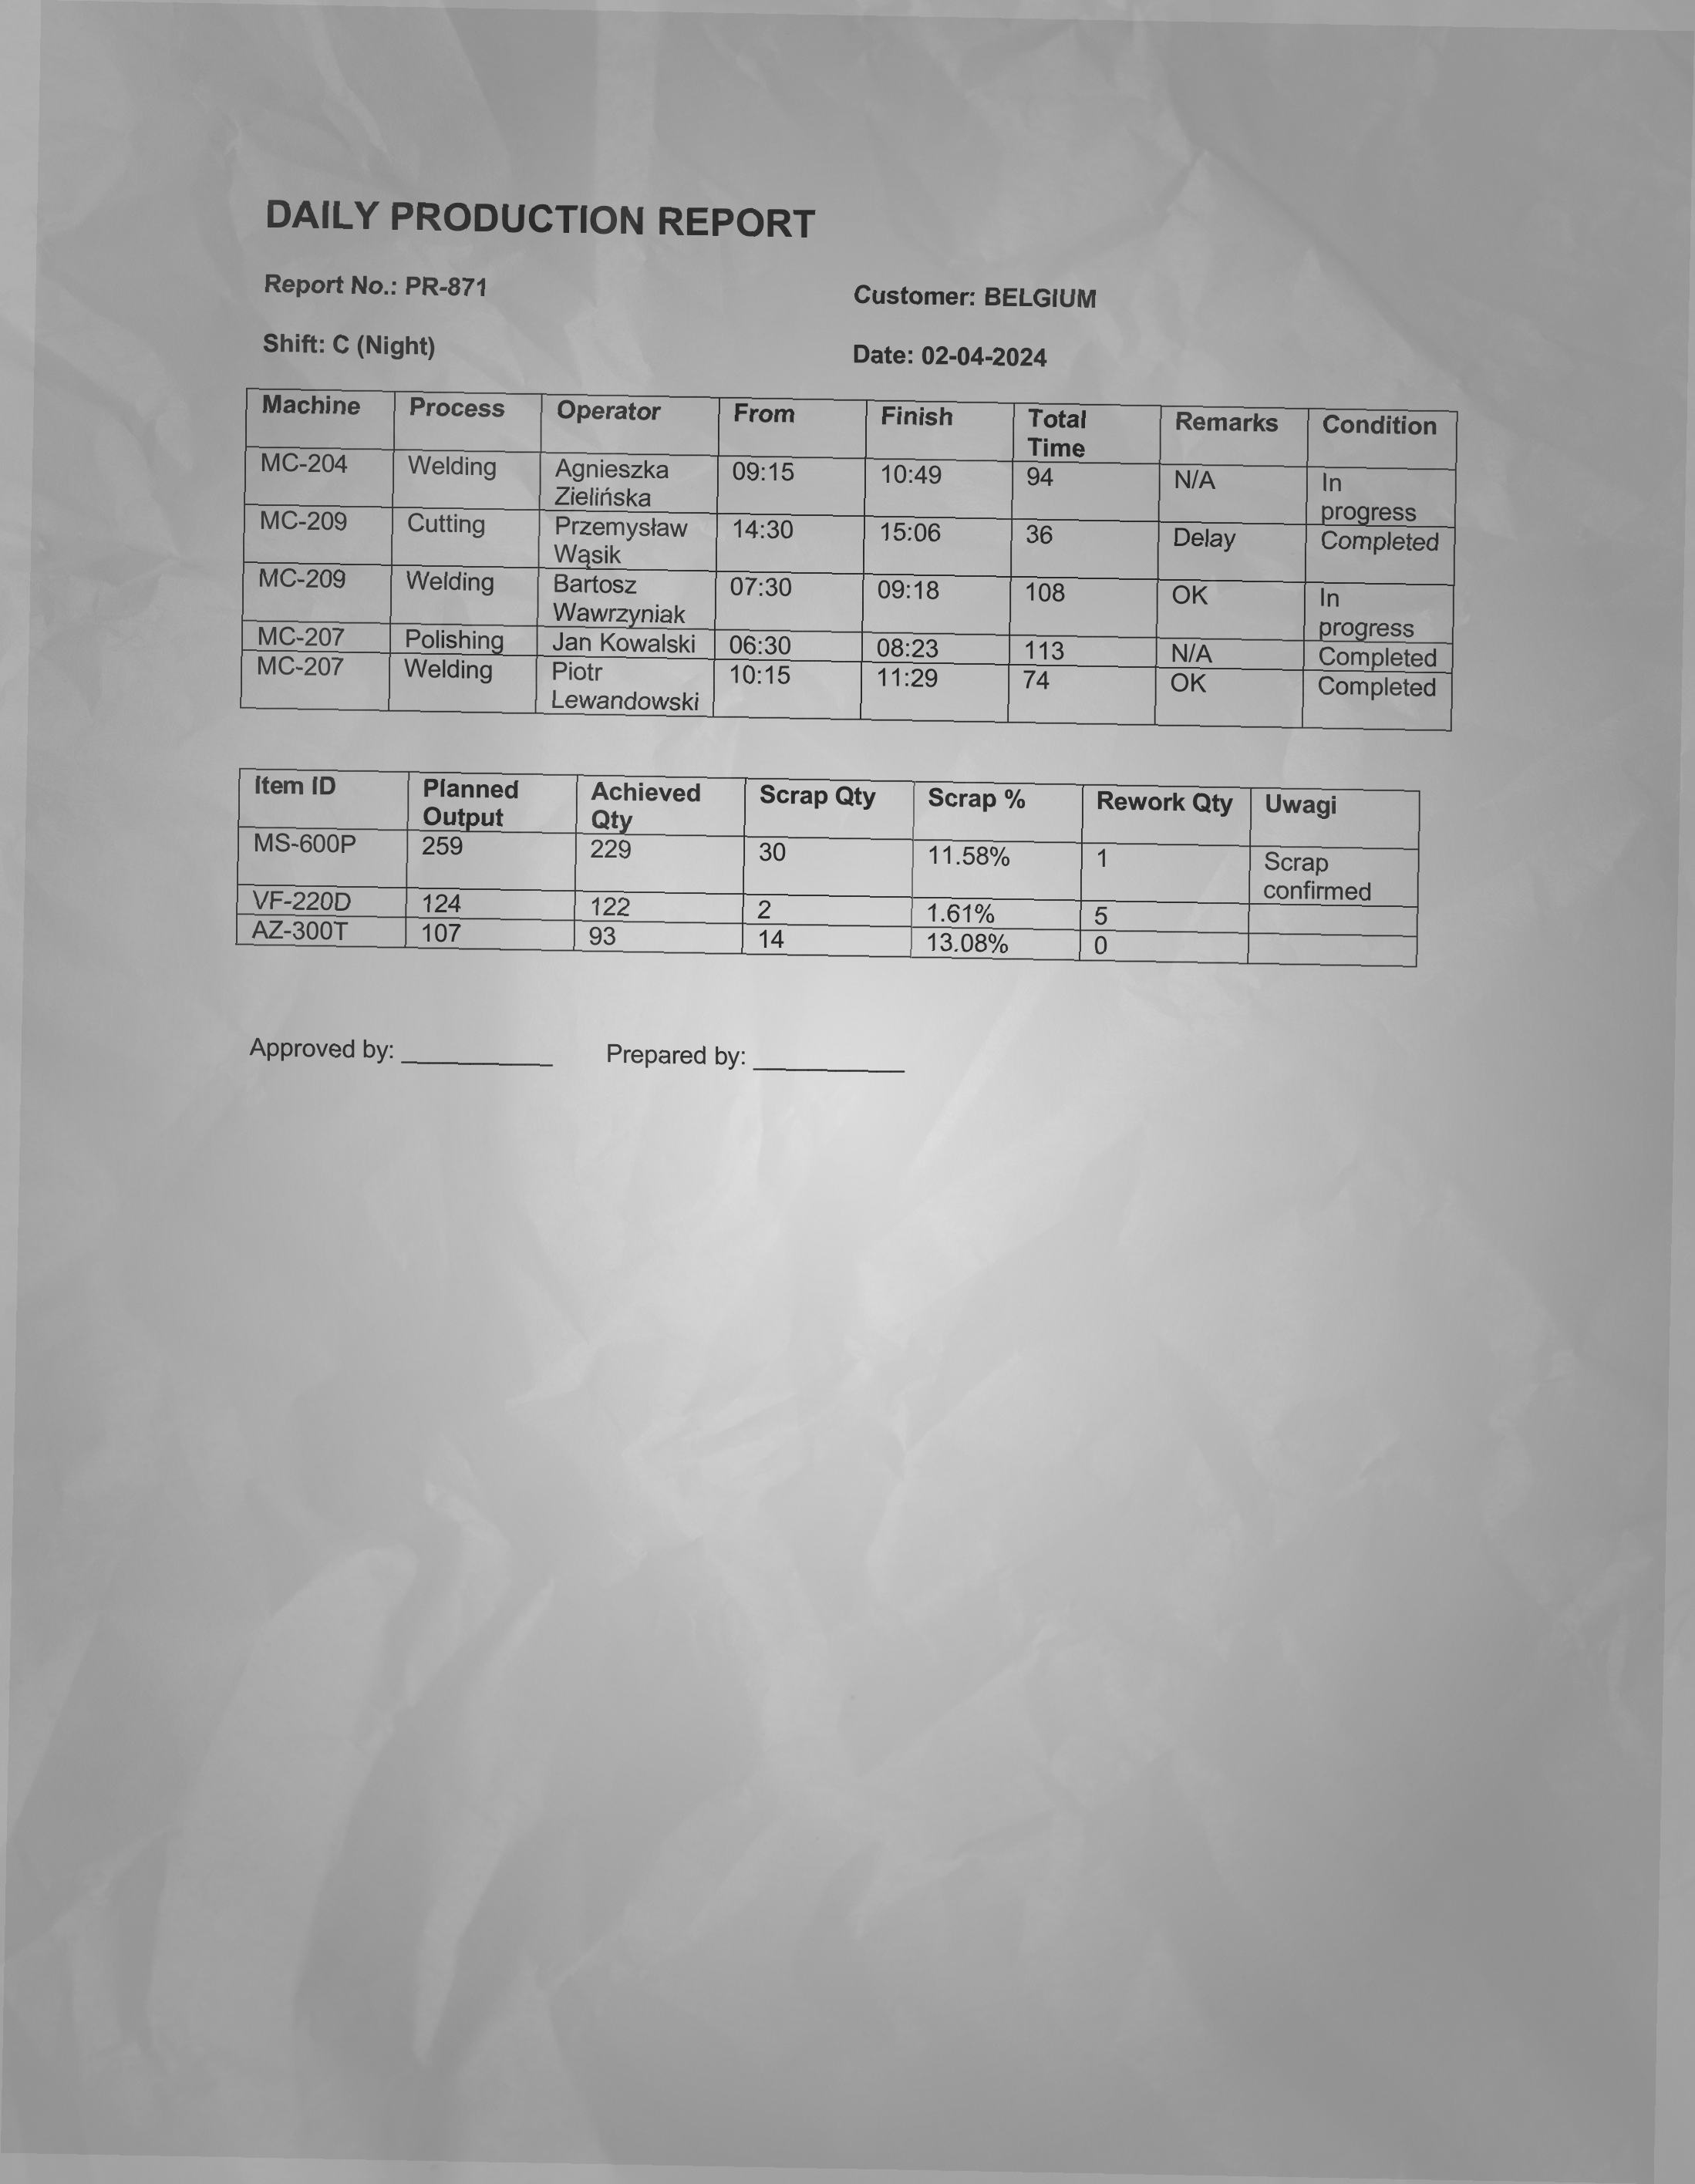 DAILY PRODUCTION REPORT
Report No.: PR-871 Customer: BELGIUM
Shift: C (Night) Date: 02-04-2024
Machine Process Operator From Finish Total Time Remarks Condition
MC-204 Welding Agnieszka Zielińska 09:15 10:49 94 N/A In progress
MC-209 Cutting Przemysław Wąsik 14:30 15:06 36 Delay Completed
MC-209 Welding Bartosz Wawrzyniak 07:30 09:18 108 OK In progress
MC-207 Polishing Jan Kowalski 06:30 08:23 113 N/A Completed
MC-207 Welding Piotr Lewandowski 10:15 11:29 74 OK Completed
Item ID Planned Output Achieved Qty Scrap Qty Scrap % Rework Qty Uwagi
MS-600P 259 229 30 11.58% 1 Scrap confirmed
VF-220D 124 122 2 1.61% 5
AZ-300T 107 93 14 13.08% 0
Approved by: ___________ Prepared by: ___________